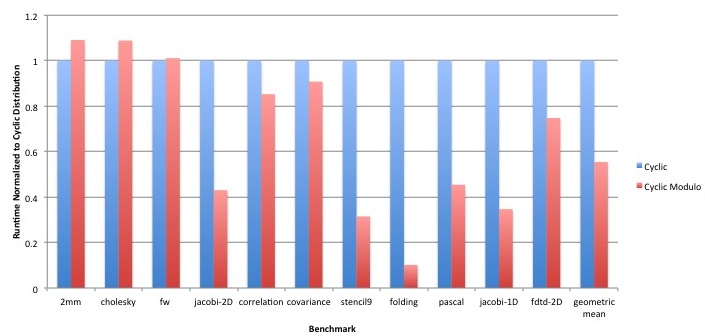 1.2
1
0.8
0.6
0.4
0.2
0
Runtime Normalized to Cyclic Distribution
2mm cholesky fw jacobi-2D correlation covariance stencil9 folding pascal jacobi-1D fdtd-2D geometric
mean
Benchmark
Cyclic
Cyclic Modulo